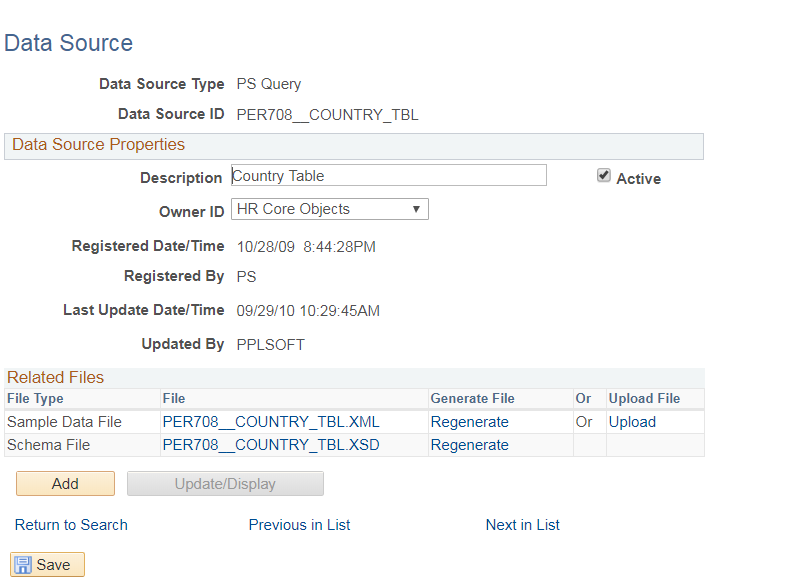 Data Source
Data Source Type PS Query
Data Source ID PER708__COUNTRY_TBL
Data Source Properties
Description Country Table Active
Owner ID HR Core Objects
Registered Date/Time 10/28/09 8:44:28PM
Registered By PS
Last Update Date/Time 09/29/10 10:29:45AM
Updated By PPLSOFT
Related Files
File Type File Generate File Or Upload File
Sample Data File PER708__COUNTRY_TBL.XML Regenerate Or Upload
Schema File PER708__COUNTRY_TBL.XSD Regenerate
Add Update/Display
Return to Search Previous in List Next in List
Save